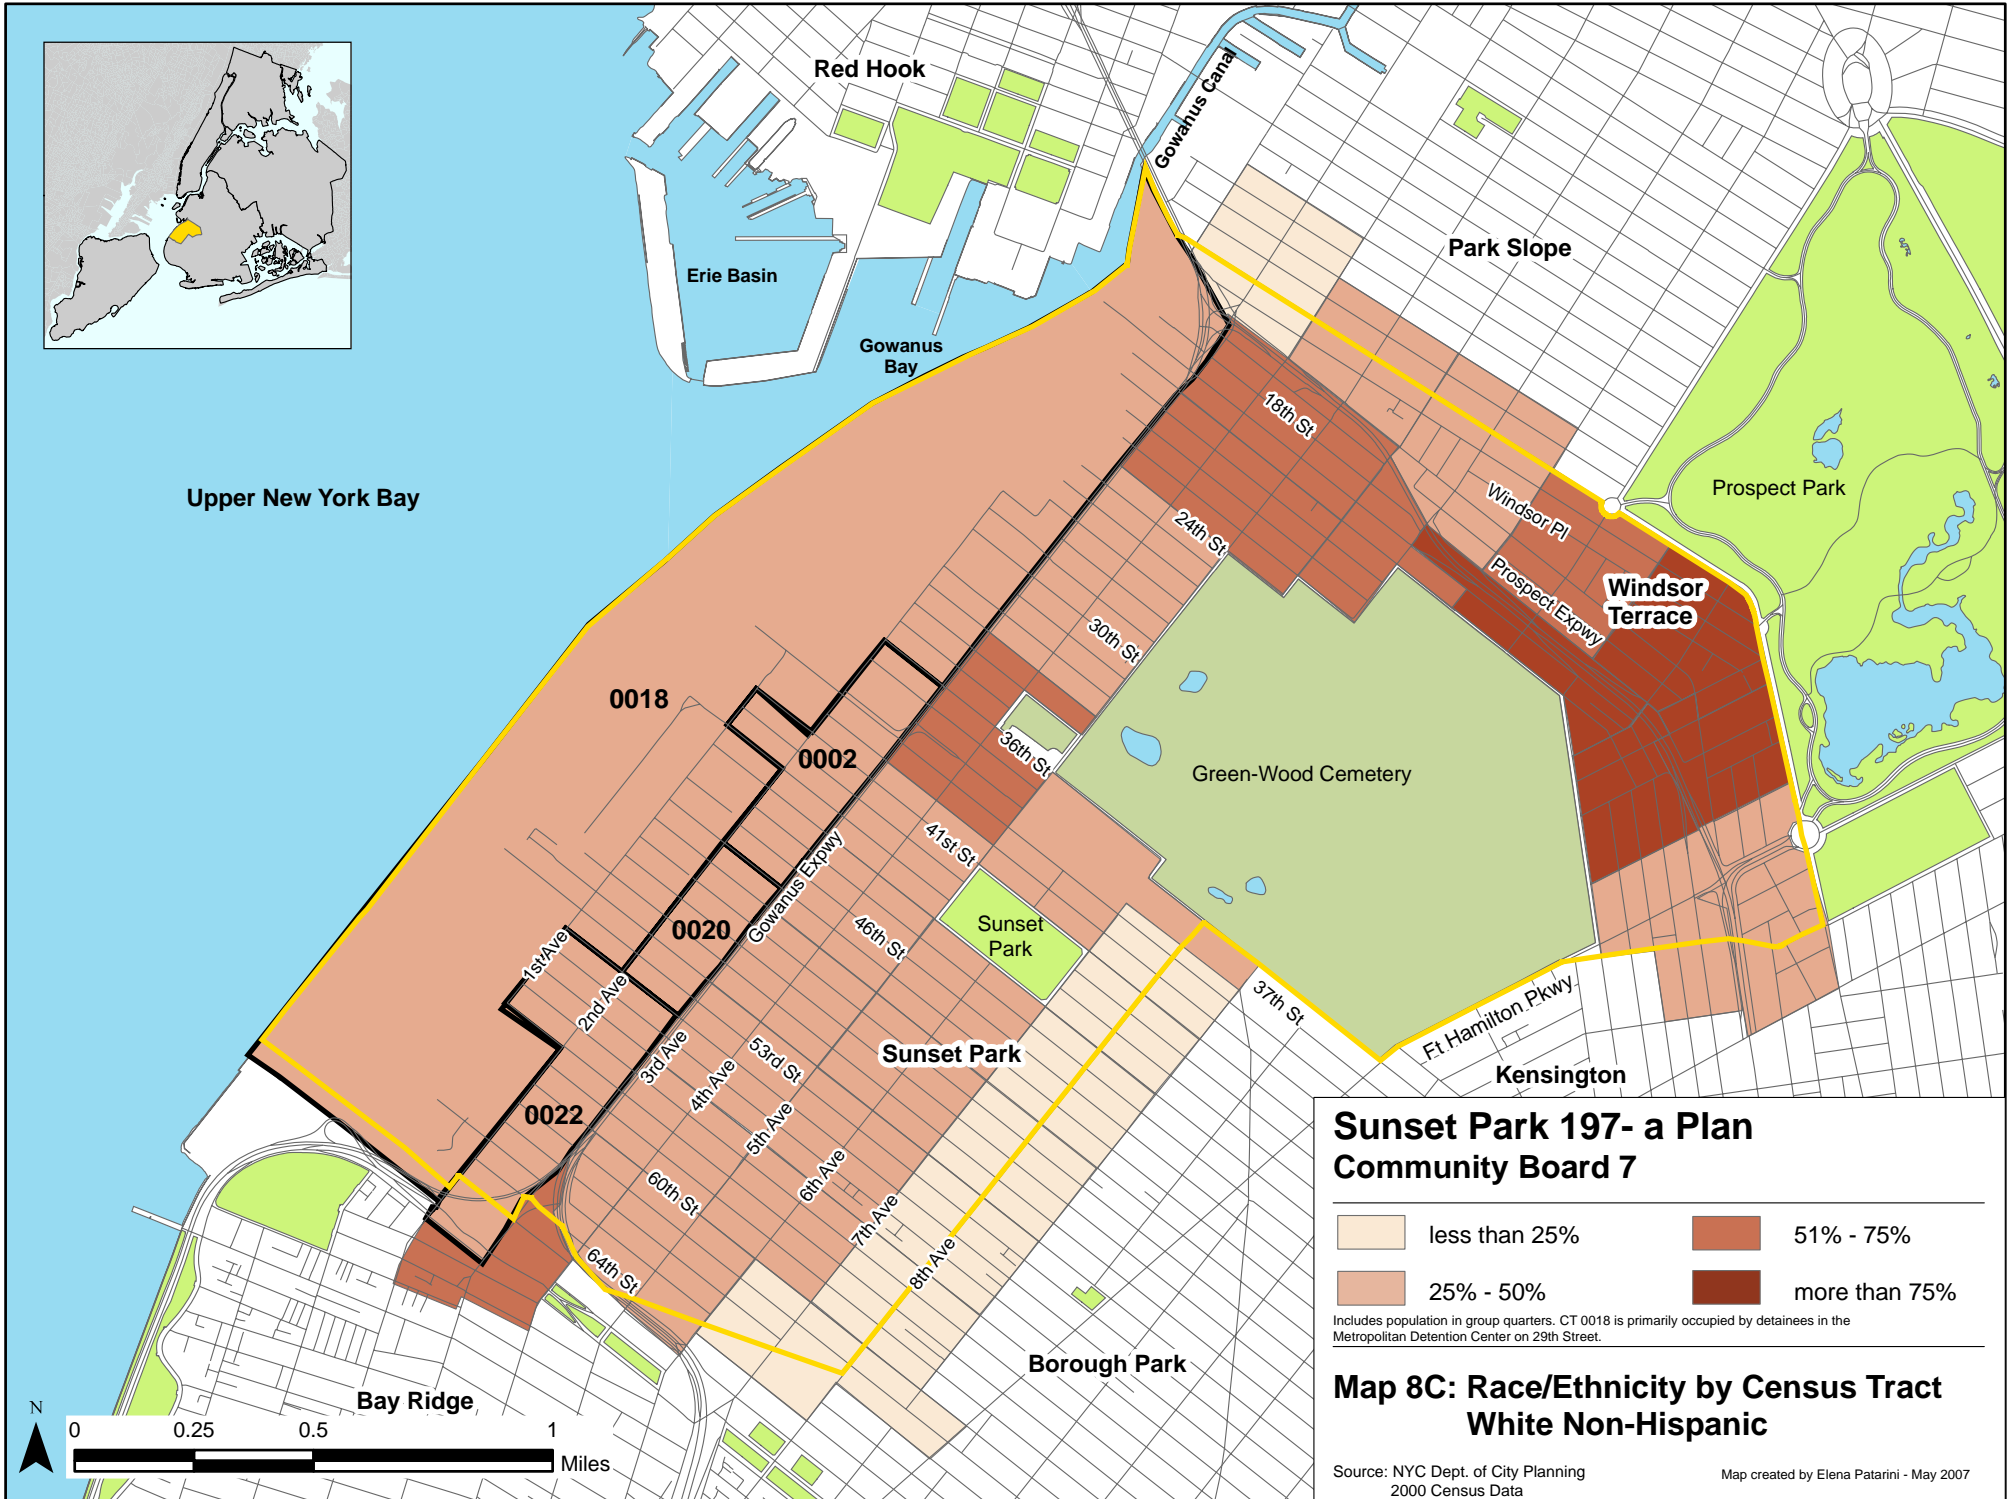 Red Hook
Gowanus Canal
Park Slope
Erie Basin
Gowanus
Bay
18th St
Upper New York Bay
Prospect Park
Windsor Pl
24th St
Prospect Expwy
Windsor
Terrace
30th St
0018
36th St
0002
Green-Wood Cemetery
41st St
Gowanus Expwy
Sunset
Park
0020
46th St
1st Ave
2nd Ave
37th St
Ft Hamilton Pkwy
3rd Ave
53rd St
Sunset Park
4th Ave
Kensington
0022
5th Ave
6th Ave
60th St
7th Ave
8th Ave
64th St
Borough Park
Bay Ridge
N
0 0.25 0.5 1
Miles
Sunset Park 197- a Plan
Community Board 7
less than 25%
51% - 75%
25% - 50%
more than 75%
Includes population in group quarters. CT 0018 is primarily occupied by detainees in the
Metropolitan Detention Center on 29th Street.
Map 8C: Race/Ethnicity by Census Tract
White Non-Hispanic
Source: NYC Dept. of City Planning
2000 Census Data
Map created by Elena Patarini - May 2007